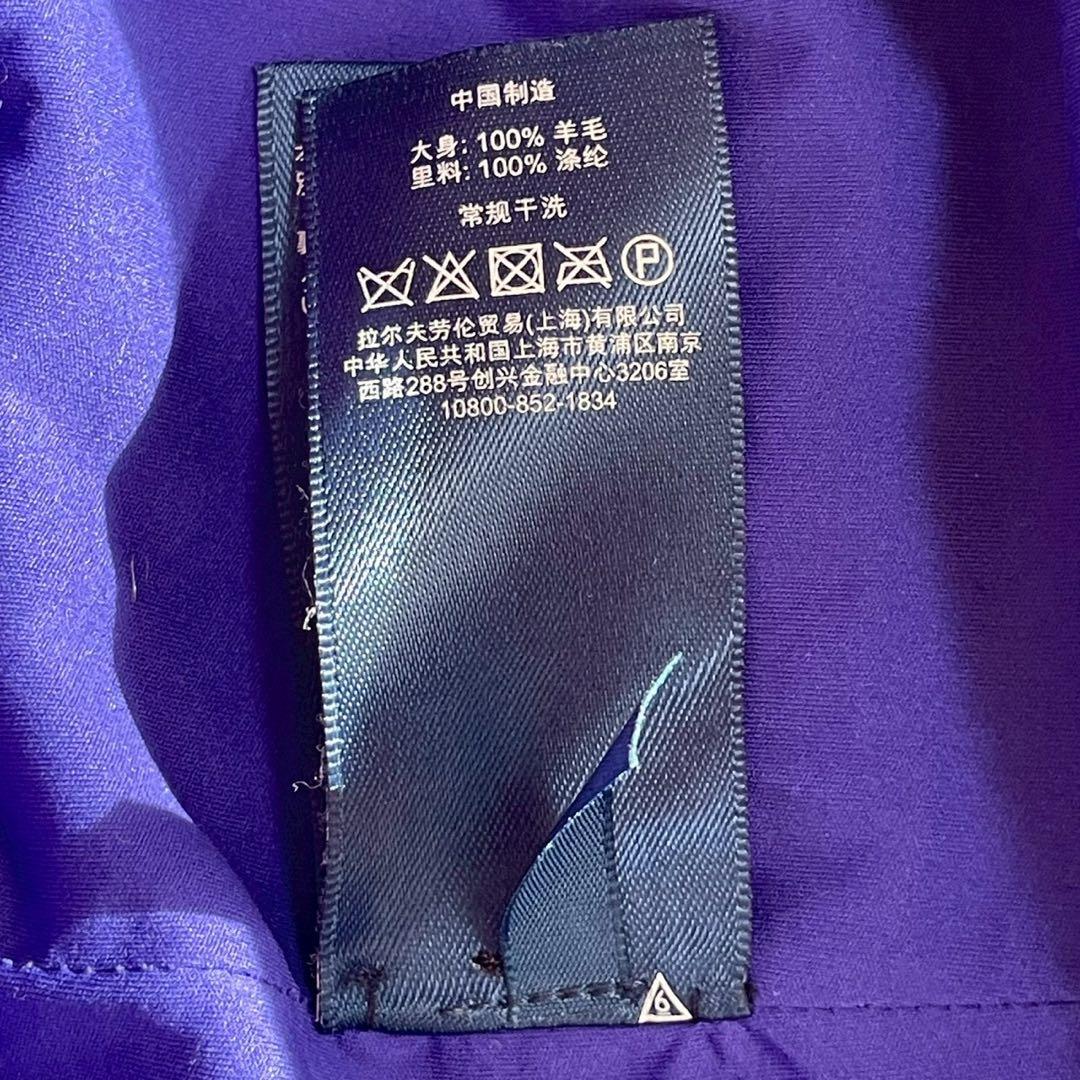 中国制造
大身: 100% 羊毛
里料: 100% 涤纶
常规干洗
P
拉尔夫劳伦贸易(上海)有限公司
中华人民共和国上海市黄浦区南京
西路288号创兴金融中心3206室
10800-852-1834
6